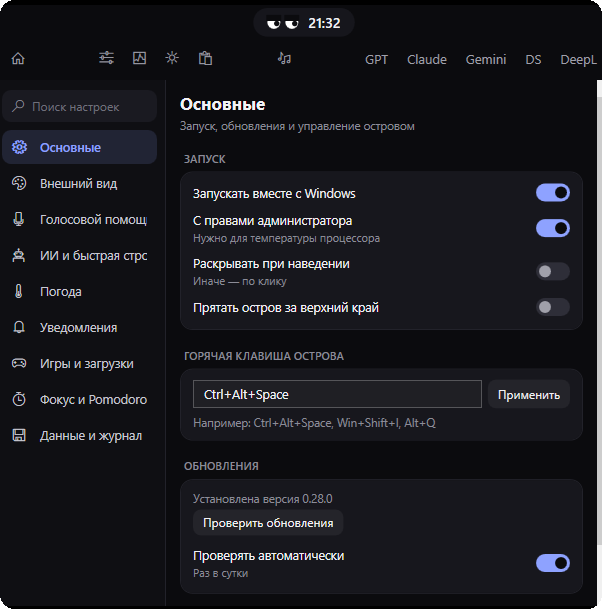 21:32
GPT Claude Gemini DS DeepL
Поиск настроек
Основные
Внешний вид
Голосовой помощ
ИИ и быстрая стро
Погода
Уведомления
Игры и загрузки
Фокус и Pomodoro
Данные и журнал
Основные
Запуск, обновления и управление островом
ЗАПУСК
Запускать вместе с Windows
С правами администратора
Нужно для температуры процессора
Раскрывать при наведении
Иначе — по клику
Прятать остров за верхний край
ГОРЯЧАЯ КЛАВИША ОСТРОВА
Ctrl+Alt+Space Применить
Например: Ctrl+Alt+Space, Win+Shift+I, Alt+Q
ОБНОВЛЕНИЯ
Установлена версия 0.28.0
Проверить обновления
Проверять автоматически
Раз в сутки